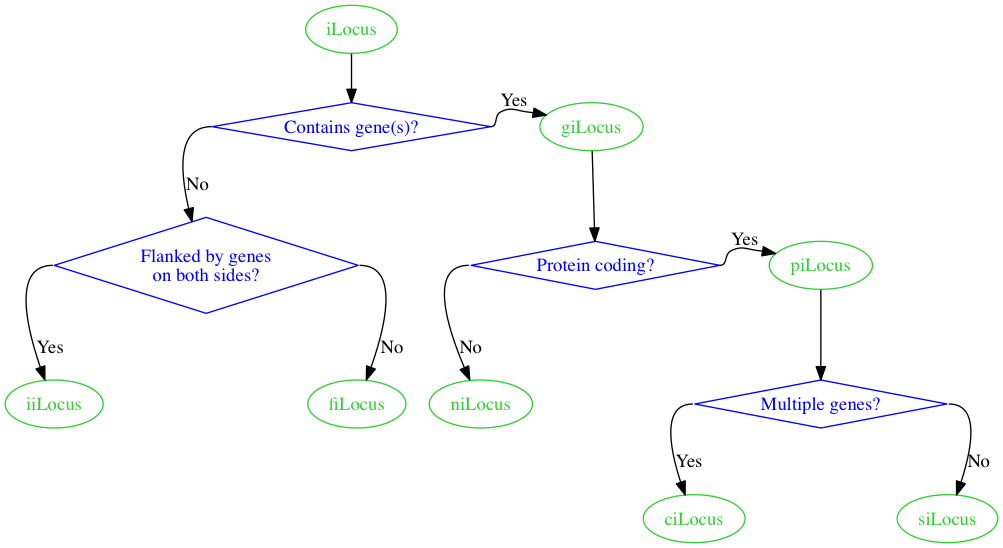 iLocus
Yes
Contains gene(s)?
giLocus
No
Yes
Flanked by genes
on both sides?
Protein coding?
piLocus
Yes
No
No
iiLocus
fiLocus
niLocus
Multiple genes?
Yes
No
ciLocus
siLocus